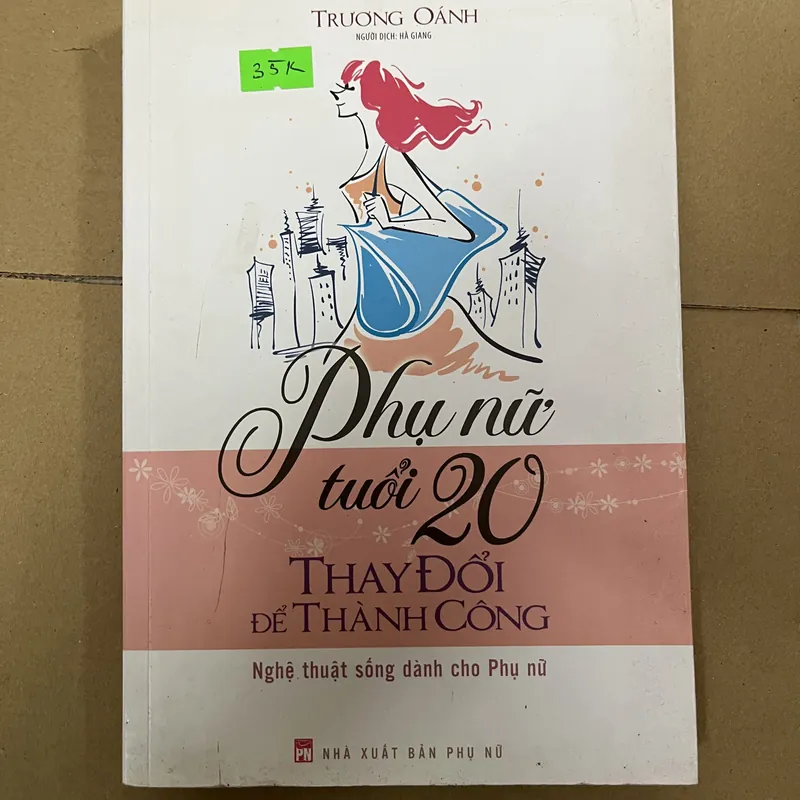 TRƯƠNG OÁNH
NGƯỜI DỊCH: HÀ GIANG
35K
Phụ nữ
tuổi 20
THAY ĐỔI
ĐỂ THÀNH CÔNG
Nghệ thuật sống dành cho Phụ nữ
PN NHÀ XUẤT BẢN PHỤ NỮ